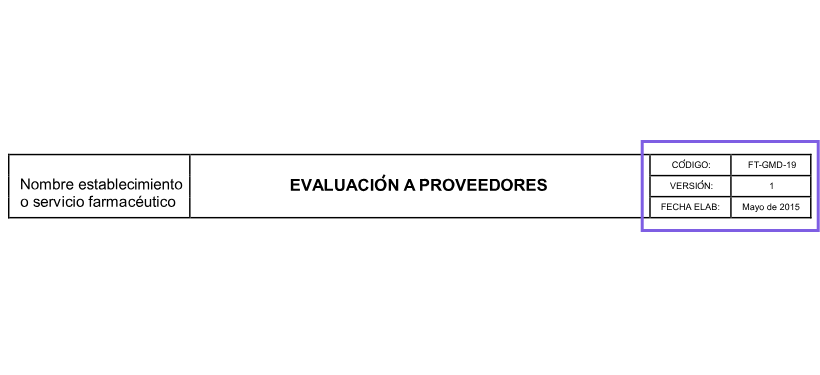 Nombre establecimiento
o servicio farmacéutico
EVALUACIÓN A PROVEEDORES
CÓDIGO: FT-GMD-19
VERSIÓN: 1
FECHA ELAB: Mayo de 2015